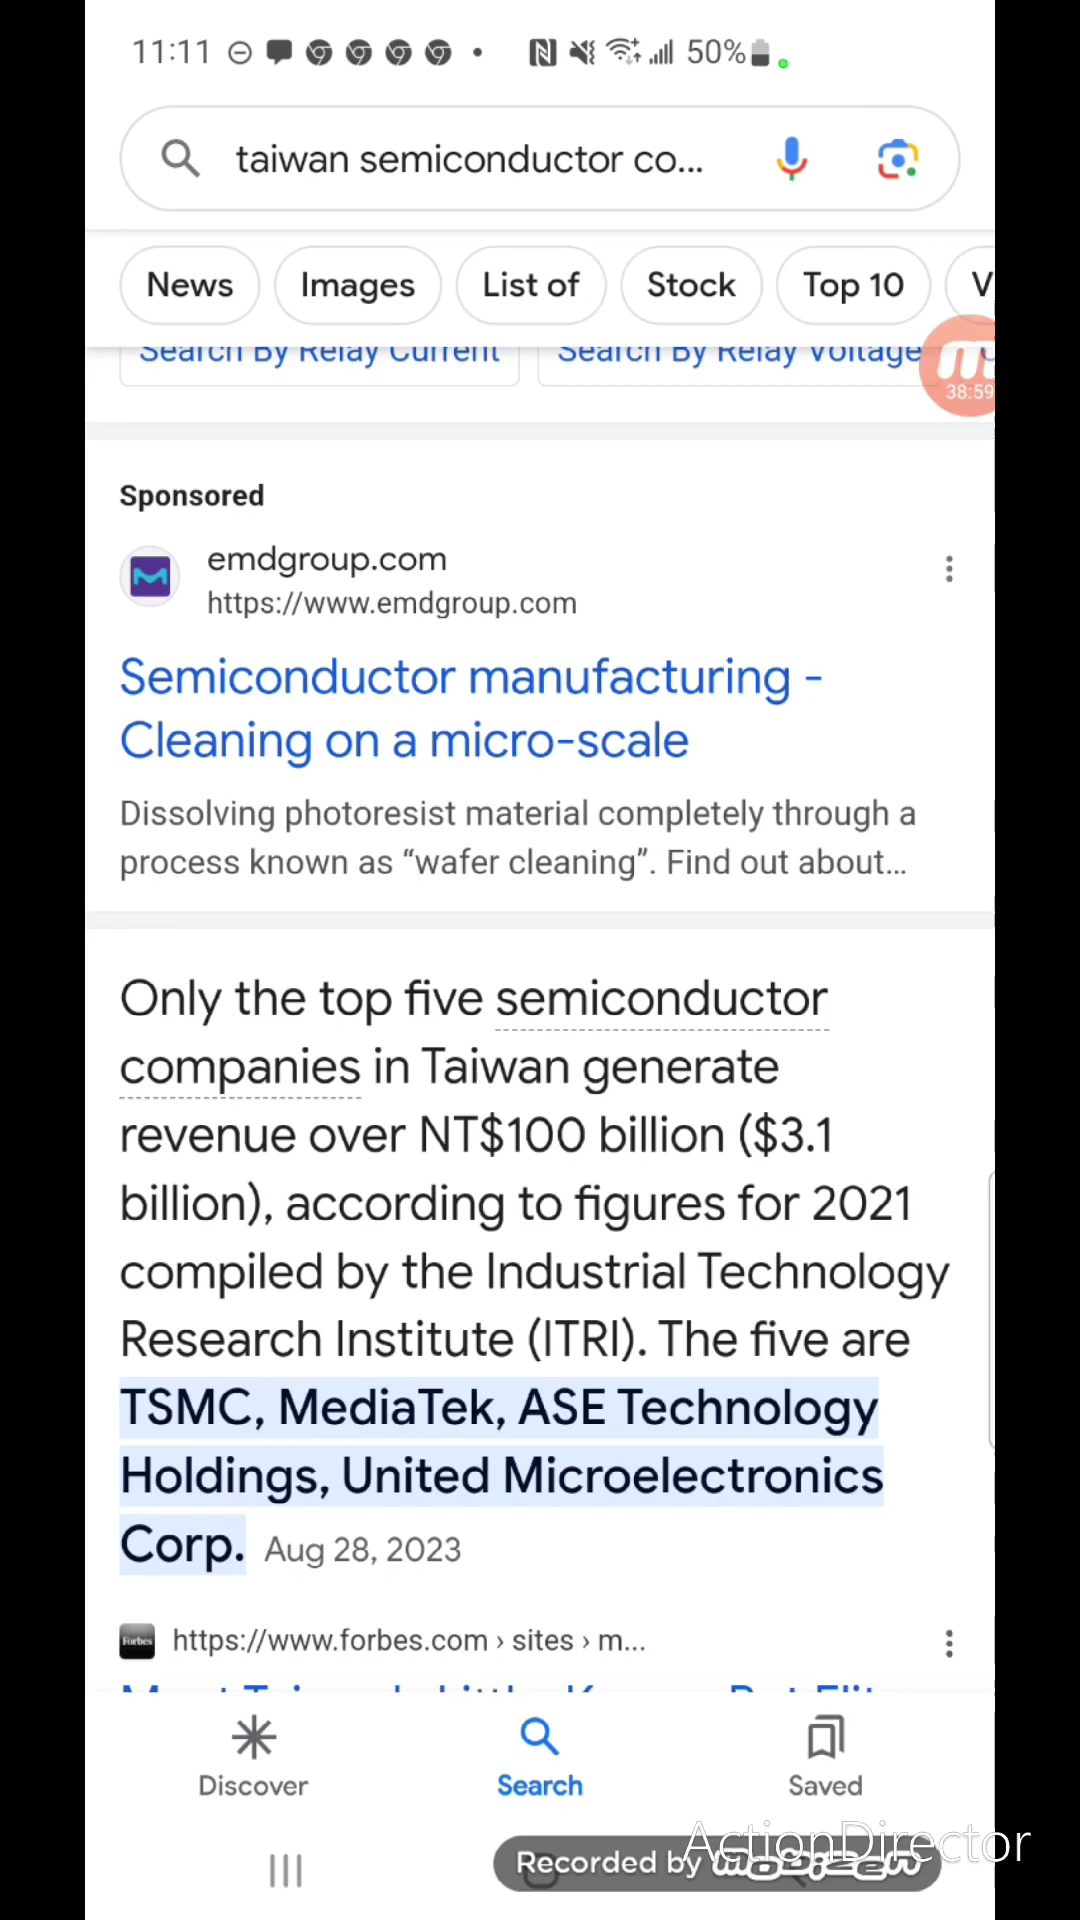 11:11
50%
taiwan semiconductor co...
News
Images
List of
Stock
Top 10
V
Search By Relay Current
Search By Relay Voltage
38:59
Sponsored
emdgroup.com
https://www.emdgroup.com
Semiconductor manufacturing -
Cleaning on a micro-scale
Dissolving photoresist material completely through a
process known as “wafer cleaning”. Find out about...
Only the top five semiconductor
companies in Taiwan generate
revenue over NT$100 billion ($3.1
billion), according to figures for 2021
compiled by the Industrial Technology
Research Institute (ITRI). The five are
TSMC, MediaTek, ASE Technology
Holdings, United Microelectronics
Corp. Aug 28, 2023
Forbes
https://www.forbes.com › sites › m...
Discover
Search
Saved
ActionDirector
Recorded by MOBIZEN